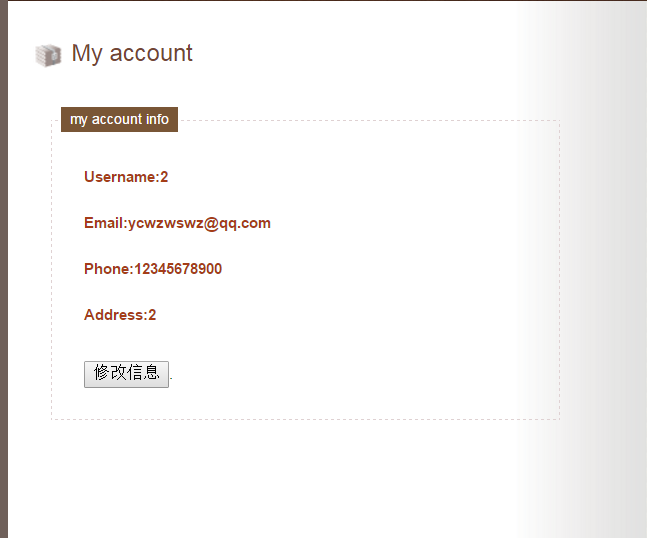 My account
my account info
Username:2
Email:ycwzwswz@qq.com
Phone:12345678900
Address:2
修改信息.